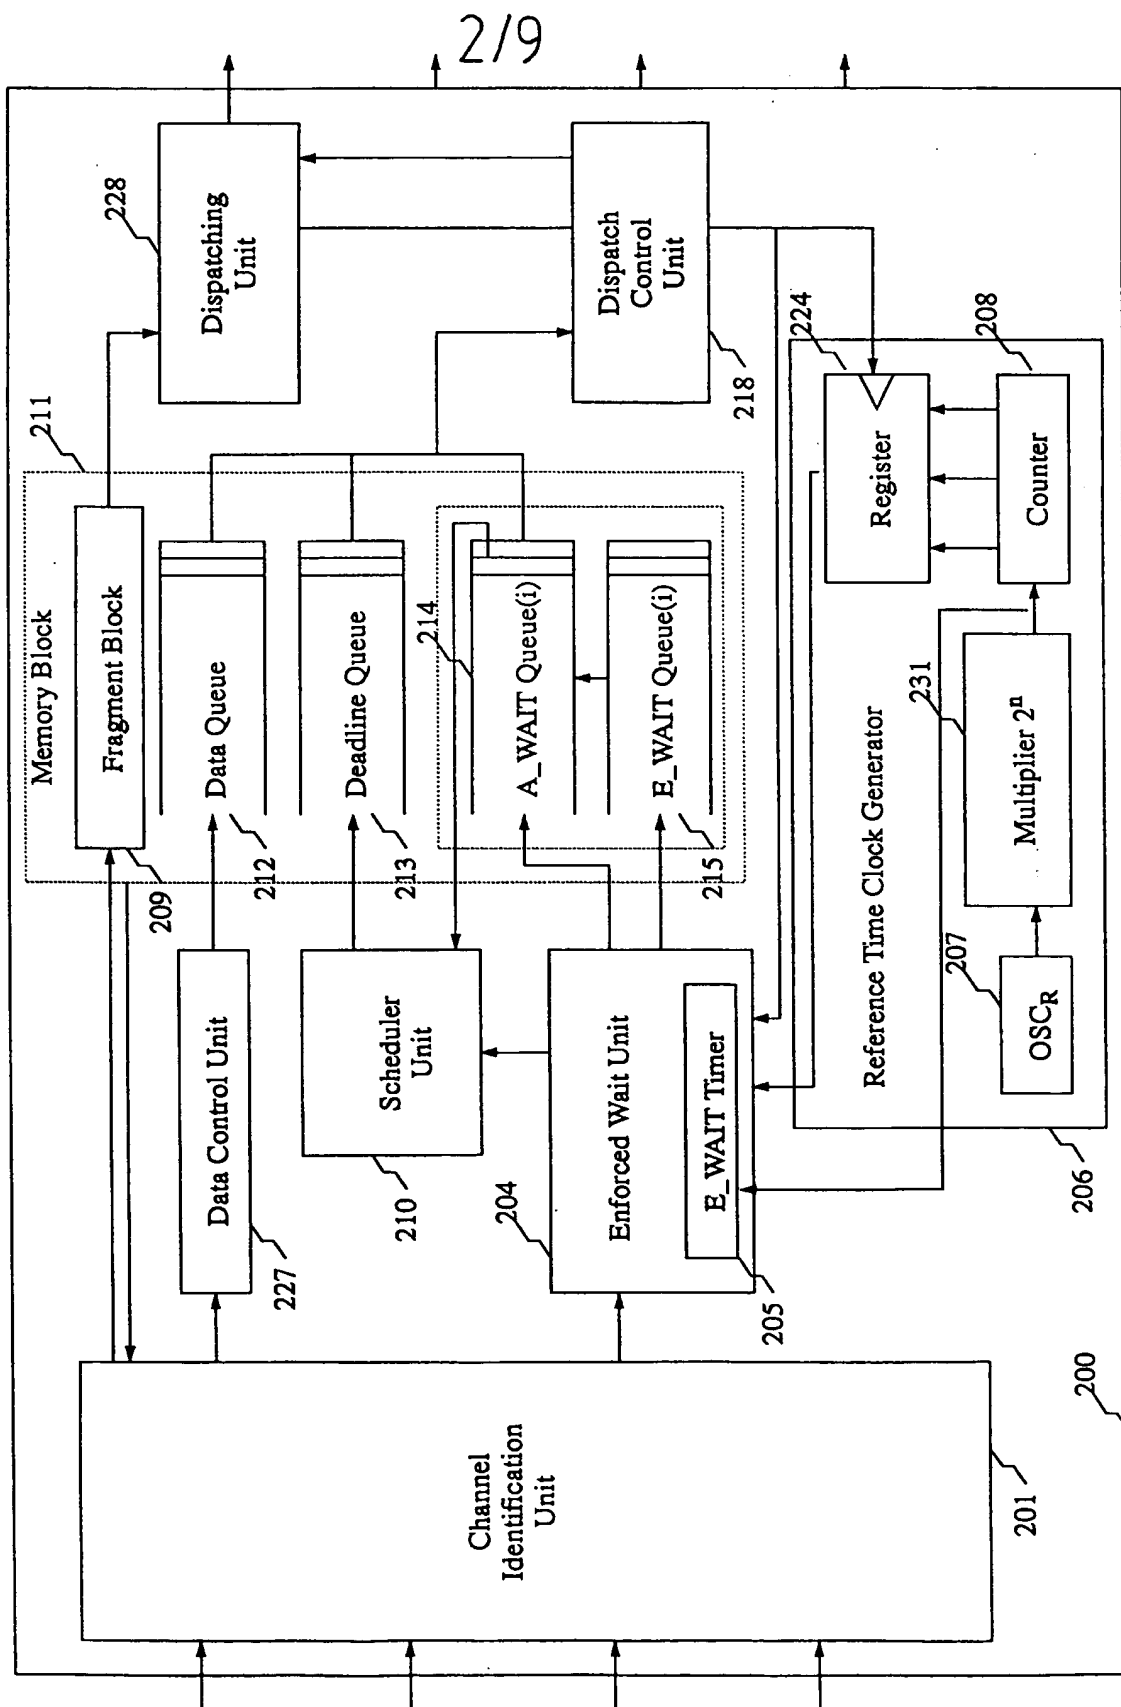 2/9
Channel
Identification
Unit
201
200
Data Control Unit
227
Scheduler
Unit
210
Enforced Wait Unit
204
E_WAIT Timer
205
Memory Block
211
Fragment Block
209
Data Queue
212
Deadline Queue
213
A_WAIT Queue(i)
214
E_WAIT Queue(i)
215
Dispatching
Unit
228
Dispatch
Control
Unit
218
Reference Time Clock Generator
206
OSCR
207
Multiplier 2n
231
Counter
208
Register
224